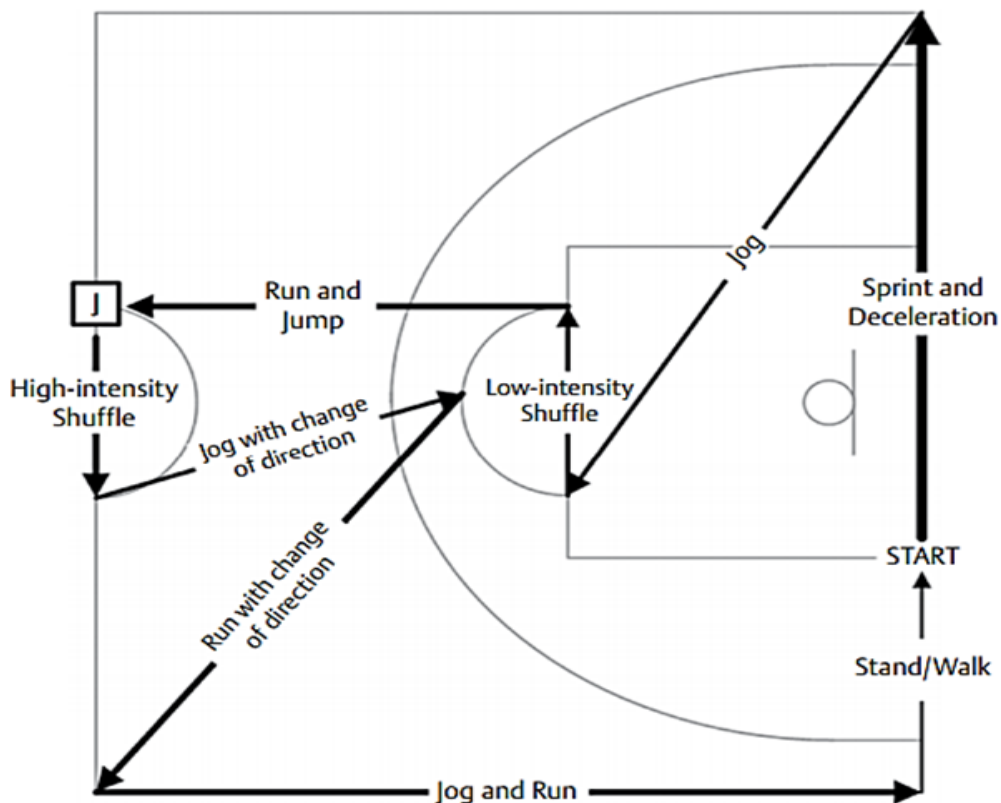 Jog
Sprint and
Deceleration
J
Run and
Jump
High-intensity
Shuffle
Low-intensity
Shuffle
Jog with change
of direction
Run with change
of direction
START
Stand/Walk
Jog and Run